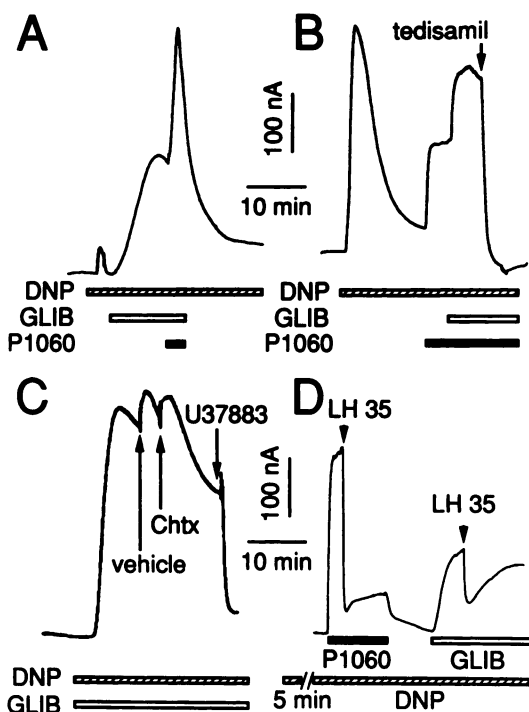 A
B
tedisamil
100 nA
10 min
DNP
GLIB
P1060
DNP
GLIB
P1060
C
U37883
Chtx
vehicle
100 nA
10 min
D
LH 35
LH 35
P1060
GLIB
DNP
GLIB
5 min
DNP